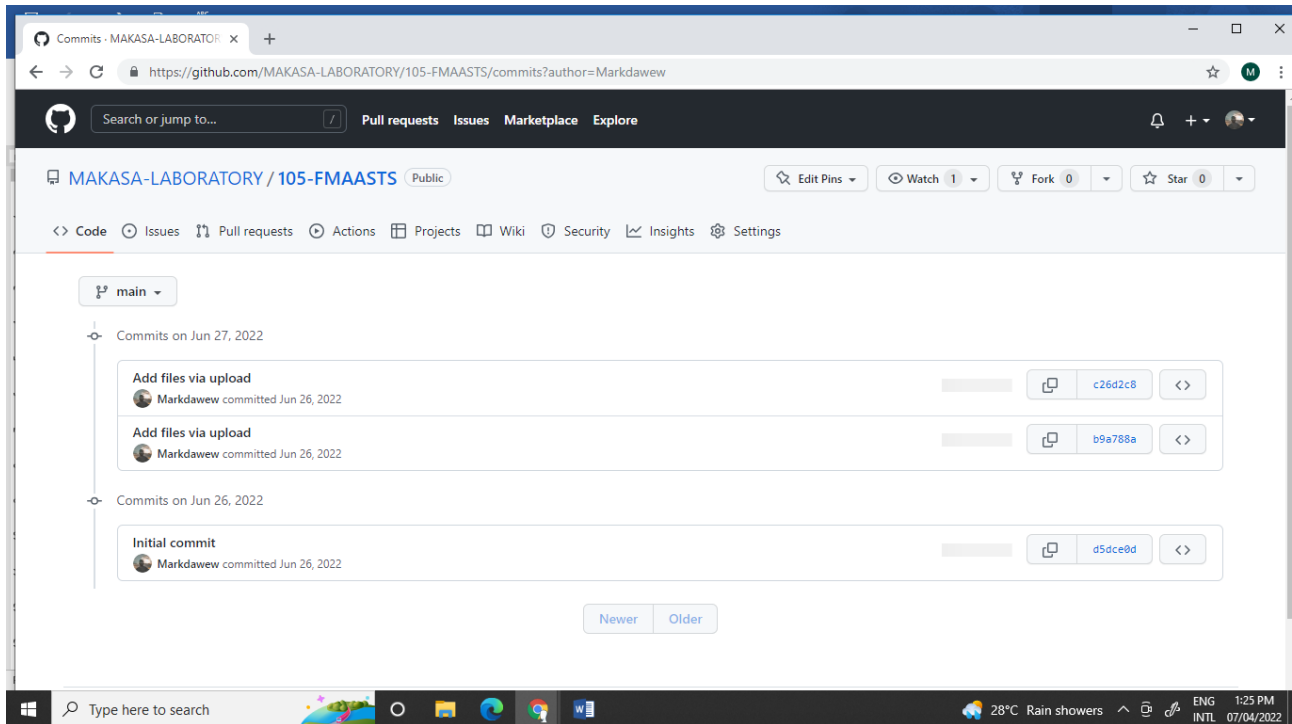 Commits · MAKASA-LABORATOR
https://github.com/MAKASA-LABORATORY/105-FMAASTS/commits?author=Markdawew
M
Search or jump to... / Pull requests Issues Marketplace Explore
MAKASA-LABORATORY / 105-FMAASTS Public
Edit Pins Watch 1 Fork 0 Star 0
<> Code Issues Pull requests Actions Projects Wiki Security Insights Settings
main
Commits on Jun 27, 2022
Add files via upload
Markdawew committed Jun 26, 2022
c26d2c8
Add files via upload
Markdawew committed Jun 26, 2022
b9a788a
Commits on Jun 26, 2022
Initial commit
Markdawew committed Jun 26, 2022
d5dce0d
Newer Older
Type here to search
28°C Rain showers
ENG
INTL
1:25 PM
07/04/2022